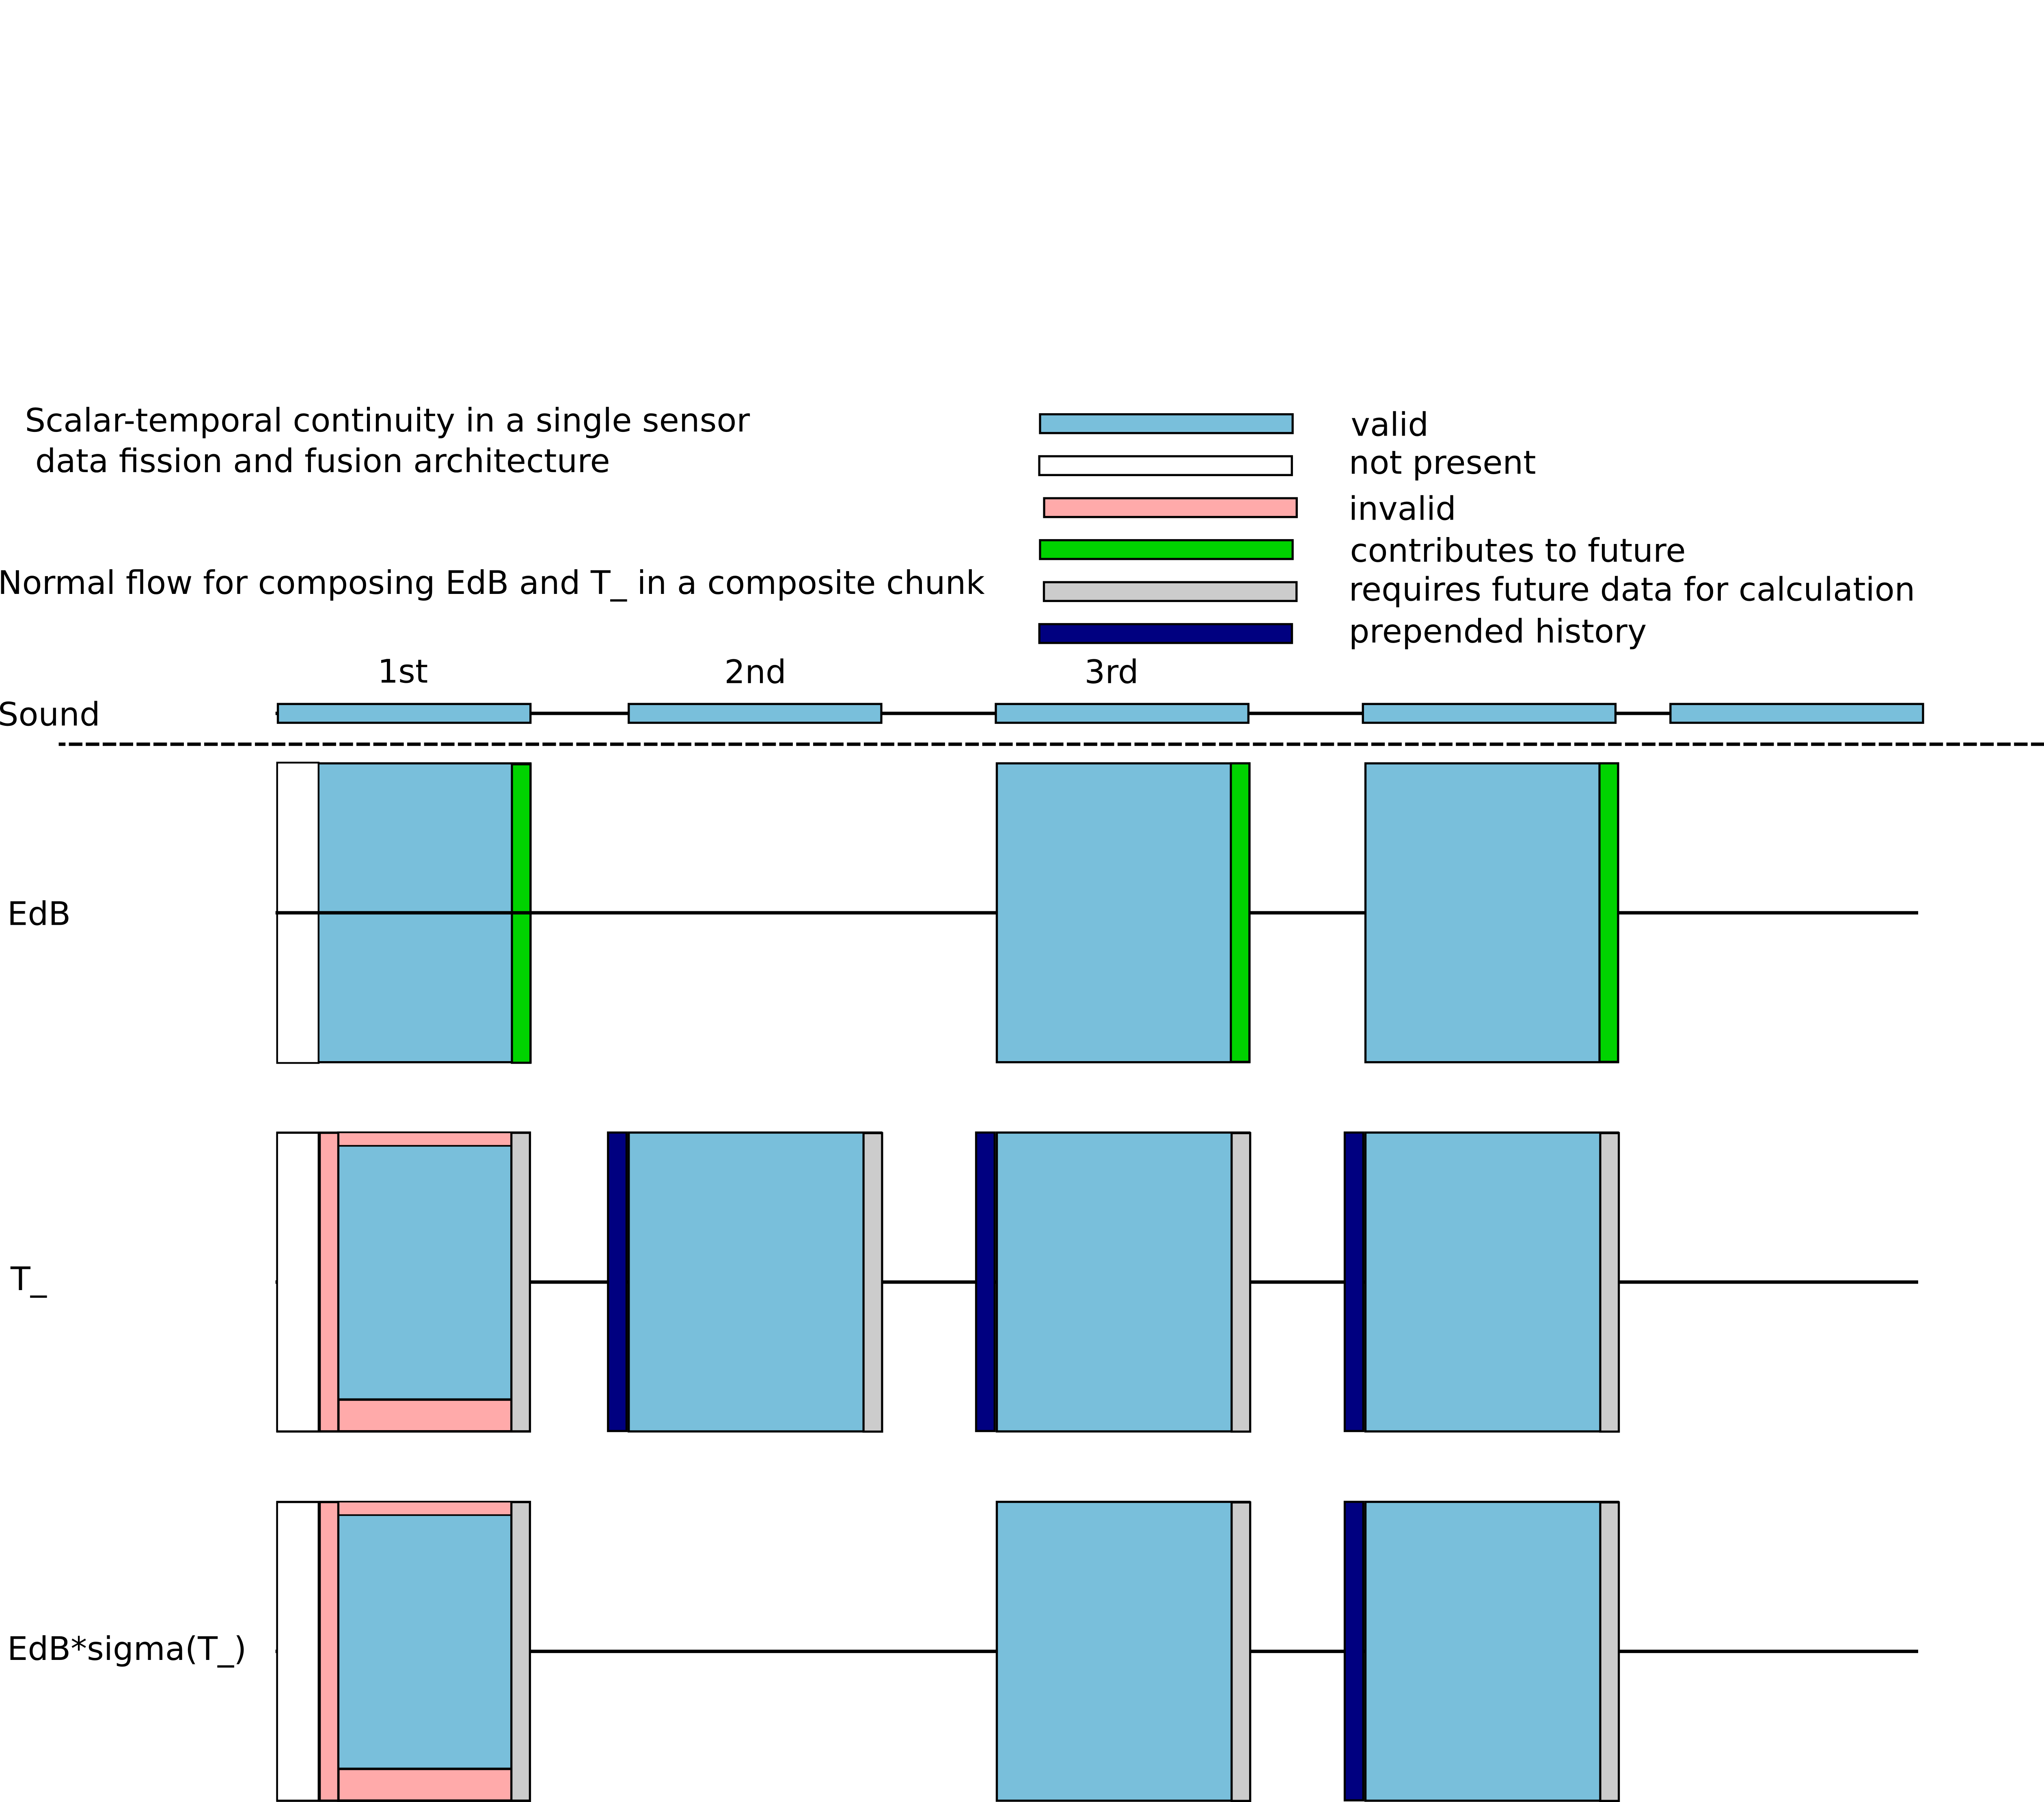 Scalar-temporal continuity in a single sensor
data fission and fusion architecture
valid
not present
invalid
contributes to future
Normal flow for composing EdB and T_ in a composite chunk
requires future data for calculation
prepended history
1st 2nd 3rd
Sound
EdB
T_
EdB*sigma(T_)